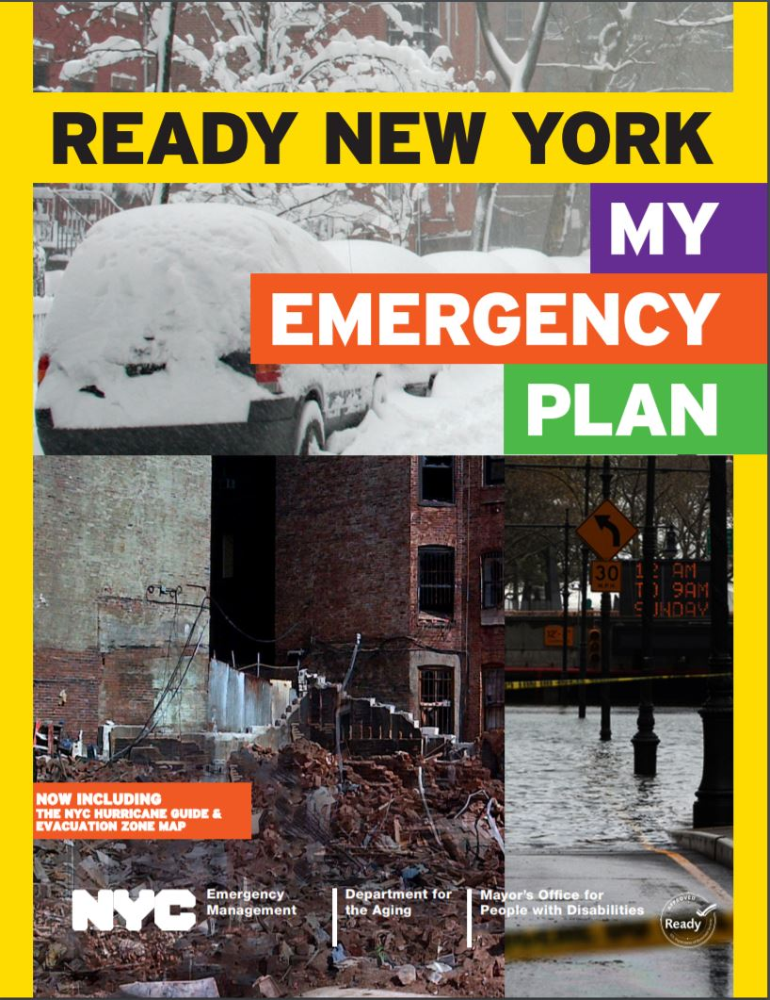 READY NEW YORK
MY
EMERGENCY
PLAN
30
M.P.H.
12 AM
TO 9AM
SUNDAY
NOW INCLUDING
THE NYC HURRICANE GUIDE &
EVACUATION ZONE MAP
NYC
Emergency
Management
Department for
the Aging
Mayor's Office for
People with Disabilities
APPROVED
Ready